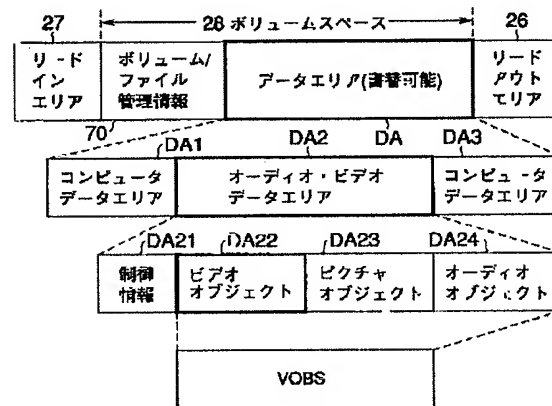 27
28 ボリュームスペース
26
リード
イン
エリア
ボリューム/
ファイル
管理情報
データエリア(書替可能)
リード
アウト
エリア
70
DA1
DA2
DA
DA3
コンピュータ
データエリア
オーディオ・ビデオ
データエリア
コンピュータ
データエリア
DA21
DA22
DA23
DA24
制御
情報
ビデオ
オブジェクト
ピクチャ
オブジェクト
オーディオ
オブジェクト
VOBS